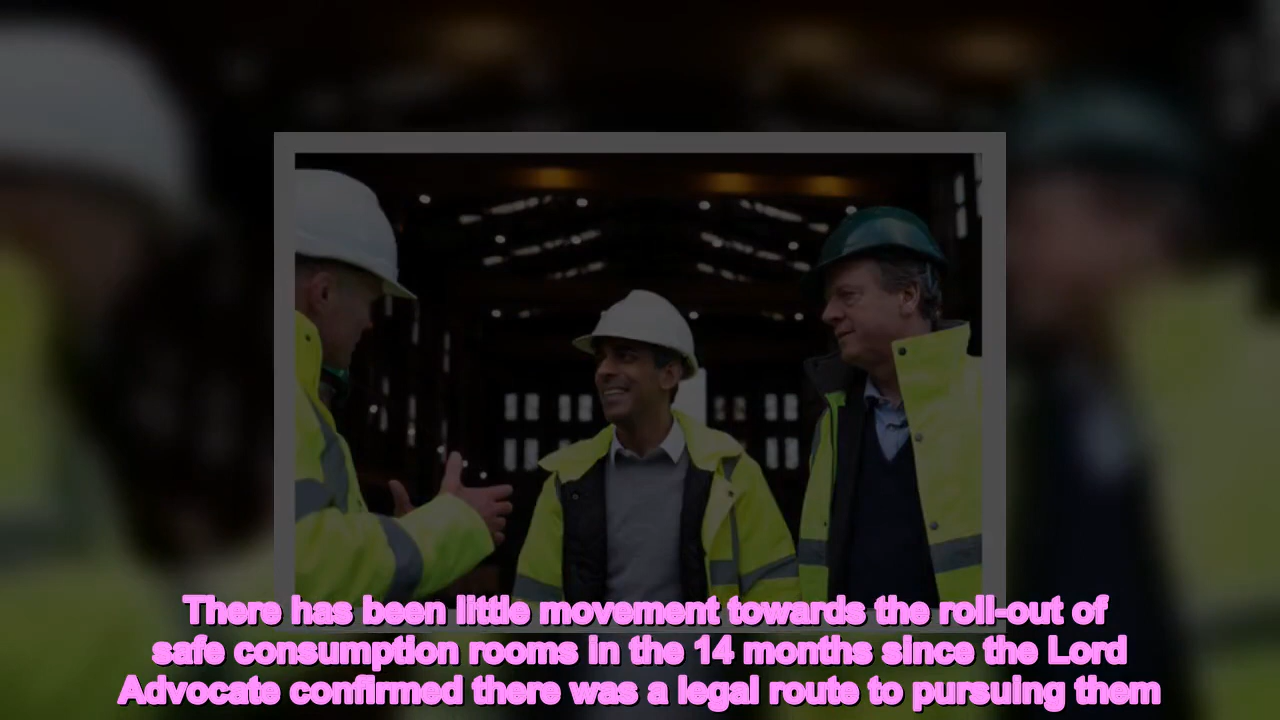 There has been little movement towards the roll-out of
safe consumption rooms in the 14 months since the Lord
Advocate confirmed there was a legal route to pursuing them